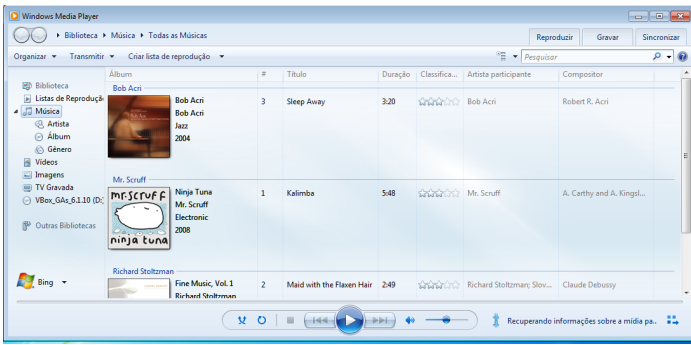 Windows Media Player
Biblioteca ▸ Música ▸ Todas as Músicas
Reproduzir Gravar Sincronizar
Organizar Transmitir Criar lista de reprodução Pesquisar
Álbum # Título Duração Classifica... Artista participante Compositor
Biblioteca
Listas de Reproduçã
Música
Artista
Álbum
Gênero
Vídeos
Imagens
TV Gravada
VBox_GAs_6.1.10 (D:)
Outras Bibliotecas
Bing
Bob Acri
Bob Acri 3 Sleep Away 3:20 Bob Acri Robert R. Acri
Bob Acri
Jazz
2004
Mr. Scruff
mr.scruff
ninja tuna
Ninja Tuna 1 Kalimba 5:48 Mr. Scruff A. Carthy and A. Kingsl...
Mr. Scruff
Electronic
2008
Richard Stoltzman
Fine Music, Vol. 1 2 Maid with the Flaxen Hair 2:49 Richard Stoltzman; Slov... Claude Debussy
Richard Stoltzman
Recuperando informações sobre a mídia pa..